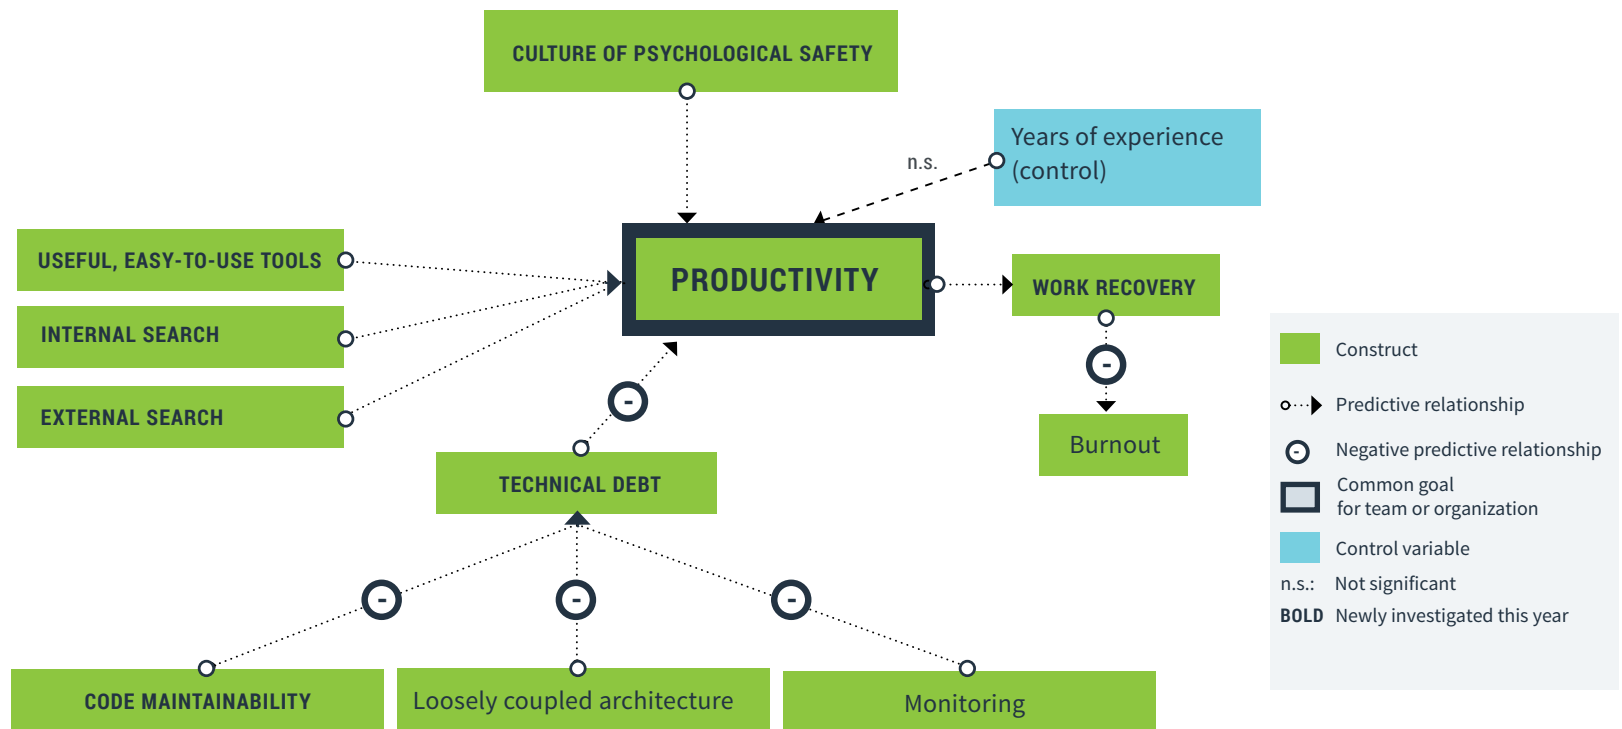 CULTURE OF PSYCHOLOGICAL SAFETY
Years of experience
(control)
n.s.
USEFUL, EASY-TO-USE TOOLS
INTERNAL SEARCH
EXTERNAL SEARCH
PRODUCTIVITY
WORK RECOVERY
-
Burnout
-
TECHNICAL DEBT
-
-
-
CODE MAINTAINABILITY
Loosely coupled architecture
Monitoring
Construct
Predictive relationship
- Negative predictive relationship
Common goal
for team or organization
Control variable
n.s.: Not significant
BOLD Newly investigated this year